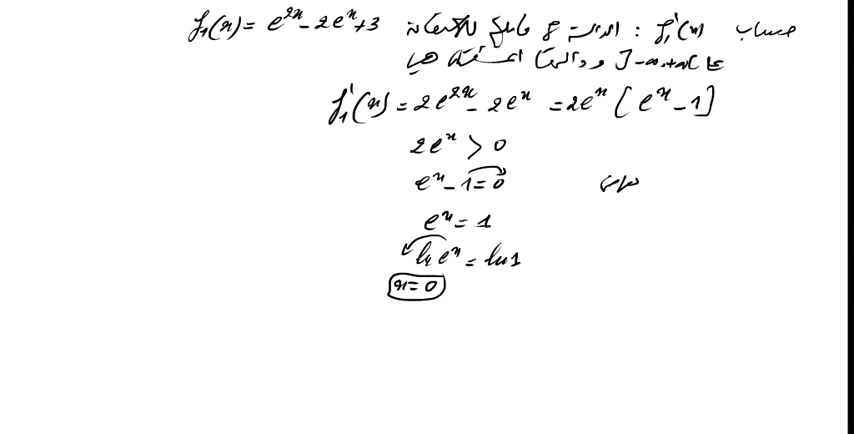 حساب f₁'(x) : الدالة f قابلة للاشتقاق f₁(x) = e^{2x} - 2e^x + 3
على ]-∞,+∞[ و دالتها المشتقة هي
f₁'(x) = 2e^{2x} - 2e^x = 2e^x [e^x - 1]
2e^x > 0
e^x - 1 = 0
e^x = 1
ln e^x = ln 1
x = 0